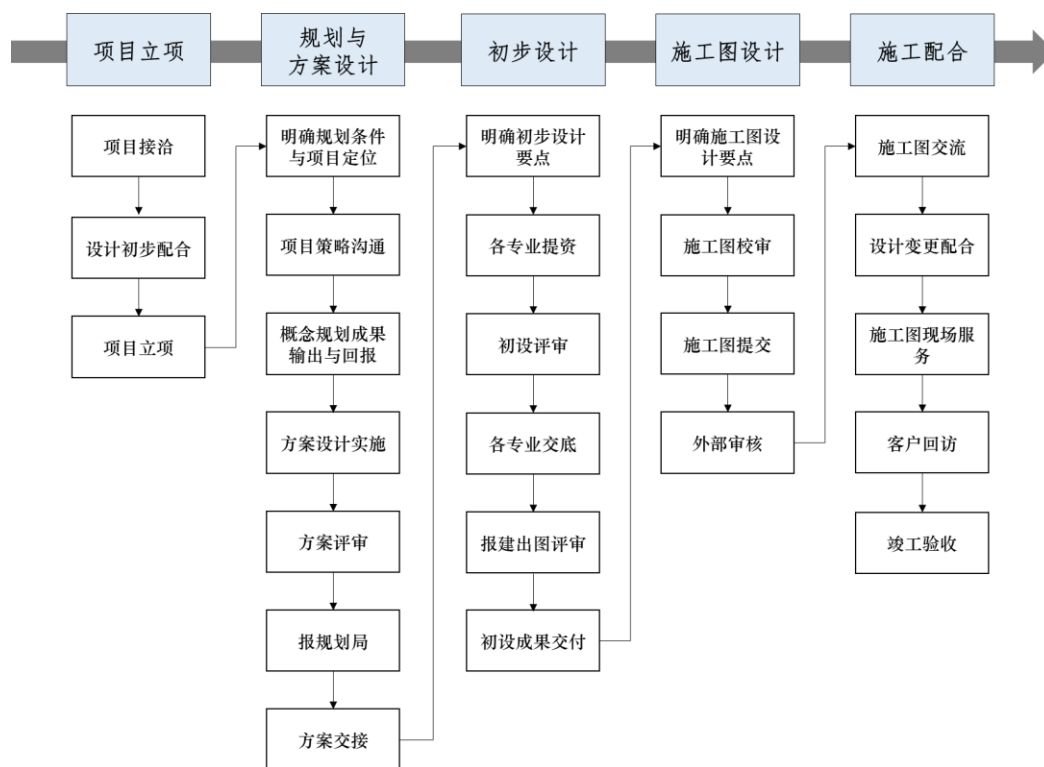 项目立项
规划与
方案设计
初步设计
施工图设计
施工配合
项目接洽
设计初步配合
项目立项
明确规划条件
与项目定位
项目策略沟通
概念规划成果
输出与回报
方案设计实施
方案评审
报规划局
方案交接
明确初步设计
要点
各专业提资
初设评审
各专业交底
报建出图评审
初设成果交付
明确施工图设
计要点
施工图校审
施工图提交
外部审核
施工图交流
设计变更配合
施工图现场服
务
客户回访
竣工验收